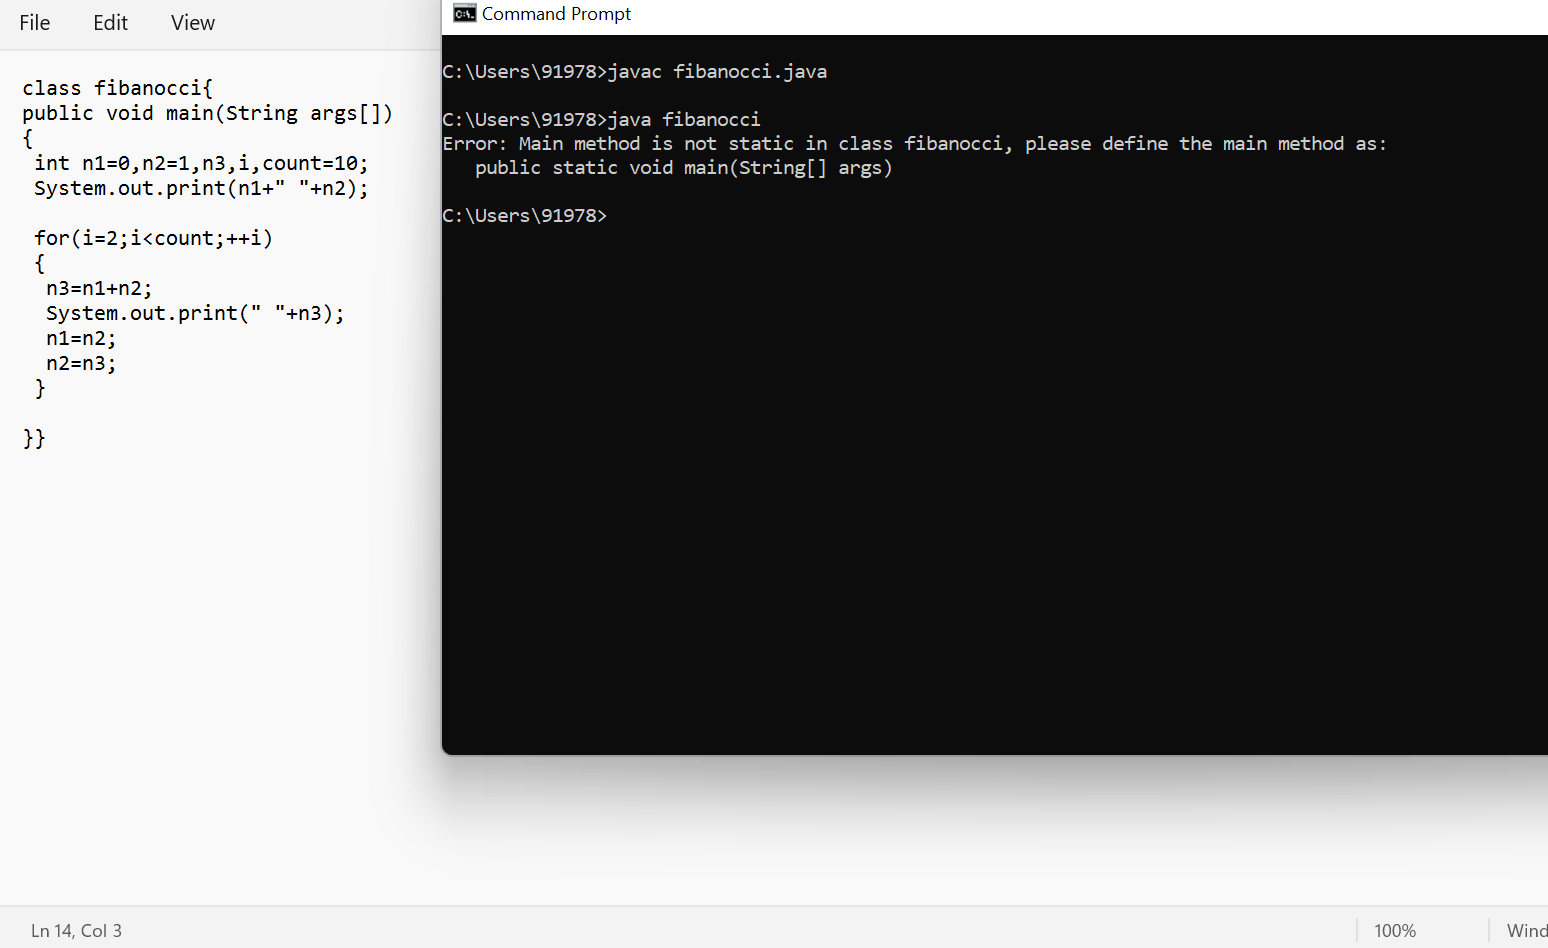 File Edit View
class fibanocci{
public void main(String args[])
{
int n1=0,n2=1,n3,i,count=10;
System.out.print(n1+" "+n2);
for(i=2;i<count;++i)
{
n3=n1+n2;
System.out.print(" "+n3);
n1=n2;
n2=n3;
}
}}
Command Prompt
C:\Users\91978>javac fibanocci.java
C:\Users\91978>java fibanocci
Error: Main method is not static in class fibanocci, please define the main method as:
public static void main(String[] args)
C:\Users\91978>
Ln 14, Col 3
100%
Wind